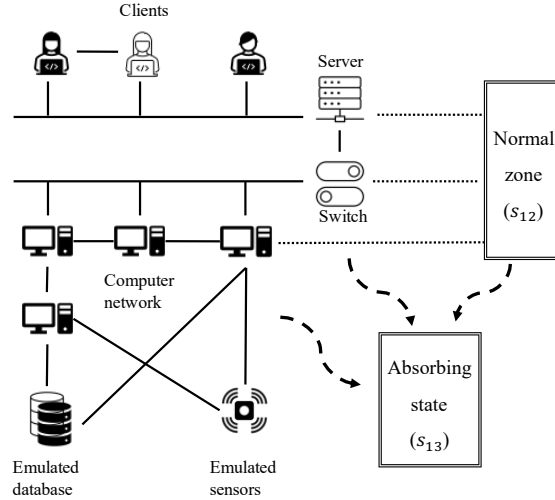 Clients
Server
Normal
zone
(s₁₂)
Switch
Computer
network
Absorbing
state
(s₁₃)
Emulated
database
Emulated
sensors